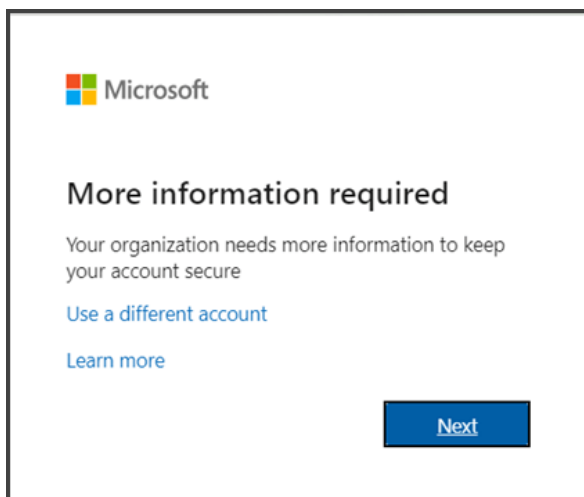 Microsoft
More information required
Your organization needs more information to keep
your account secure
Use a different account
Learn more
Next